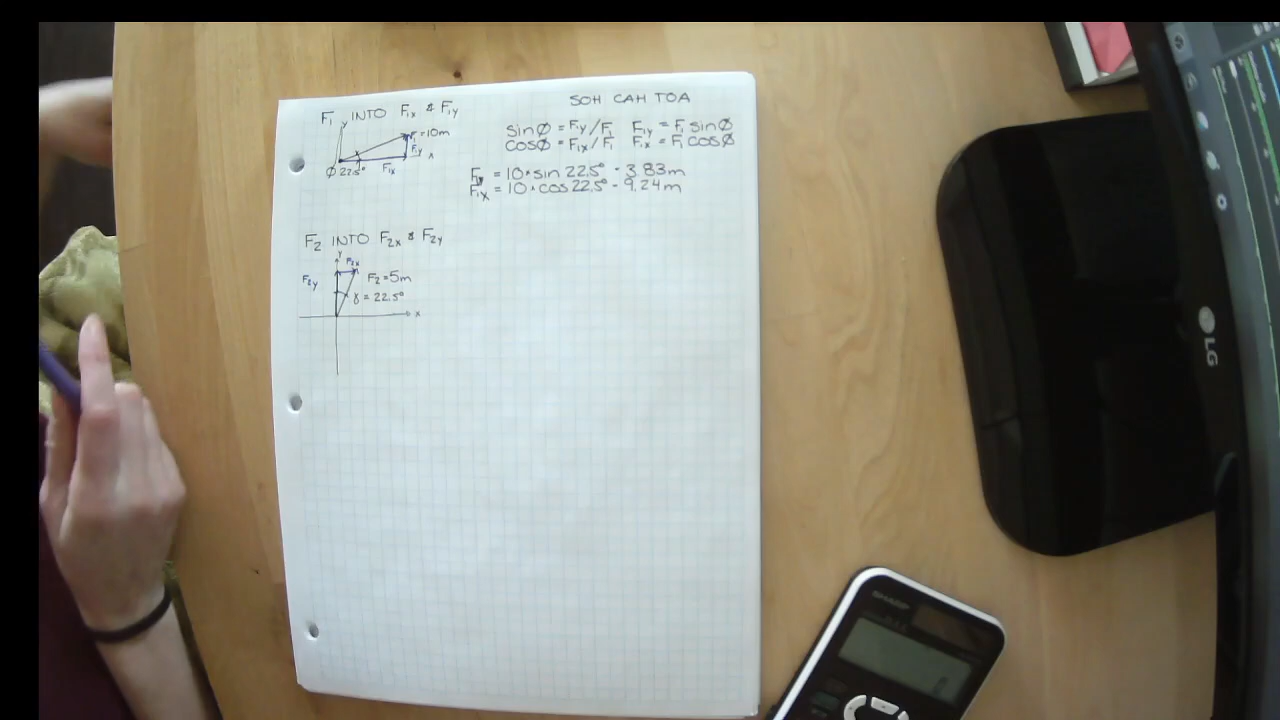 F₁ INTO F₁ₓ & F₁y
SOH CAH TOA
y
F₁=10m
Fy
x
F₁ₓ
Ø 22.5°
sinØ = F₁y/F₁ F₁y = F₁ sinØ
cosØ = F₁ₓ/F₁ F₁ₓ = F₁ cosØ
F₁y = 10·sin 22.5° = 3.83m
F₁ₓ = 10·cos 22.5° = 9.24m
F₂ INTO F₂ₓ & F₂y
y
F₂ₓ
F₂y
F₂=5m
γ = 22.5°
x
LG
SHARP